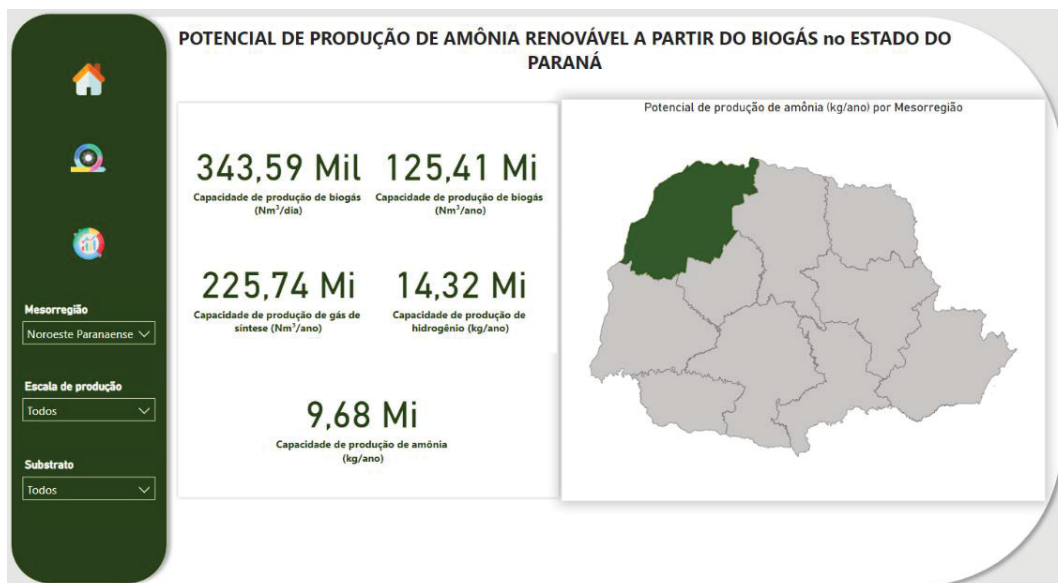 POTENCIAL DE PRODUÇÃO DE AMÔNIA RENOVÁVEL A PARTIR DO BIOGÁS no ESTADO DO
PARANÁ
Mesorregião
Noroeste Paranaense
Escala de produção
Todos
Substrato
Todos
343,59 Mil
Capacidade de produção de biogás
(Nm³/dia)
125,41 Mi
Capacidade de produção de biogás
(Nm³/ano)
225,74 Mi
Capacidade de produção de gás de
síntese (Nm³/ano)
14,32 Mi
Capacidade de produção de
hidrogênio (kg/ano)
9,68 Mi
Capacidade de produção de amônia
(kg/ano)
Potencial de produção de amônia (kg/ano) por Mesorregião